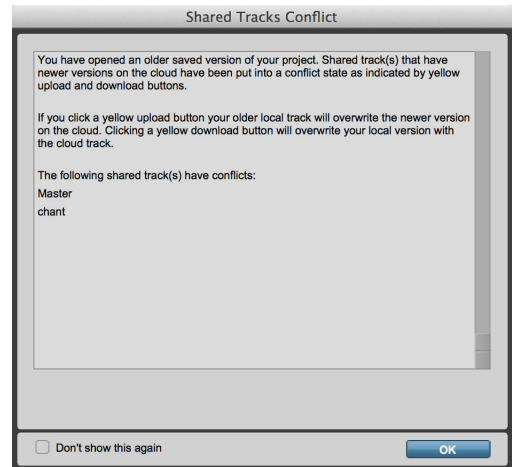 Shared Tracks Conflict
You have opened an older saved version of your project. Shared track(s) that have
newer versions on the cloud have been put into a conflict state as indicated by yellow
upload and download buttons.
If you click a yellow upload button your older local track will overwrite the newer version
on the cloud. Clicking a yellow download button will overwrite your local version with
the cloud track.
The following shared track(s) have conflicts:
Master
chant
Don't show this again
OK